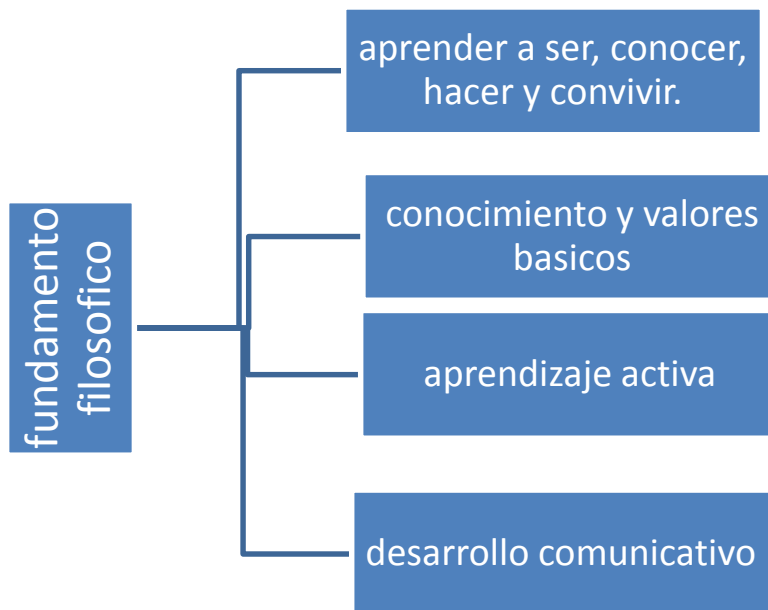 fundamento
filosofico
aprender a ser, conocer,
hacer y convivir.
conocimiento y valores
basicos
aprendizaje activa
desarrollo comunicativo